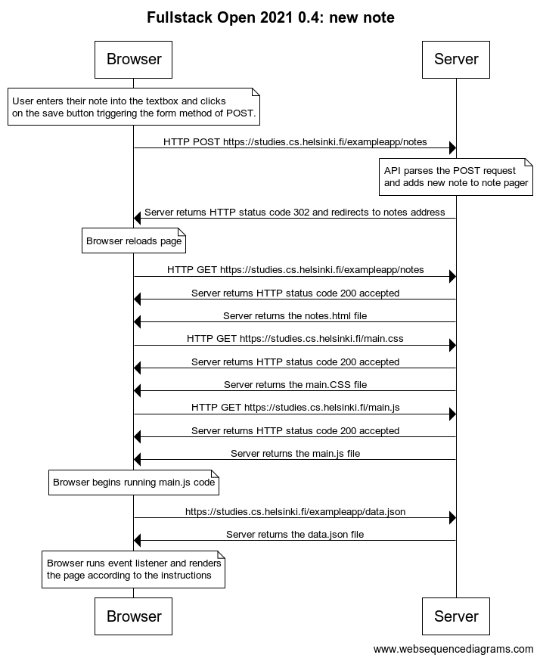 Fullstack Open 2021 0.4: new note
Browser
Server
User enters their note into the textbox and clicks
on the save button triggering the form method of POST.
HTTP POST https://studies.cs.helsinki.fi/exampleapp/notes
API parses the POST request
and adds new note to note pager
Server returns HTTP status code 302 and redirects to notes address
Browser reloads page
HTTP GET https://studies.cs.helsinki.fi/exampleapp/notes
Server returns HTTP status code 200 accepted
Server returns the notes.html file
HTTP GET https://studies.cs.helsinki.fi/main.css
Server returns HTTP status code 200 accepted
Server returns the main.CSS file
HTTP GET https://studies.cs.helsinki.fi/main.js
Server returns HTTP status code 200 accepted
Server returns the main.js file
Browser begins running main.js code
https://studies.cs.helsinki.fi/exampleapp/data.json
Server returns the data.json file
Browser runs event listener and renders
the page according to the instructions
Browser
Server
www.websequencediagrams.com